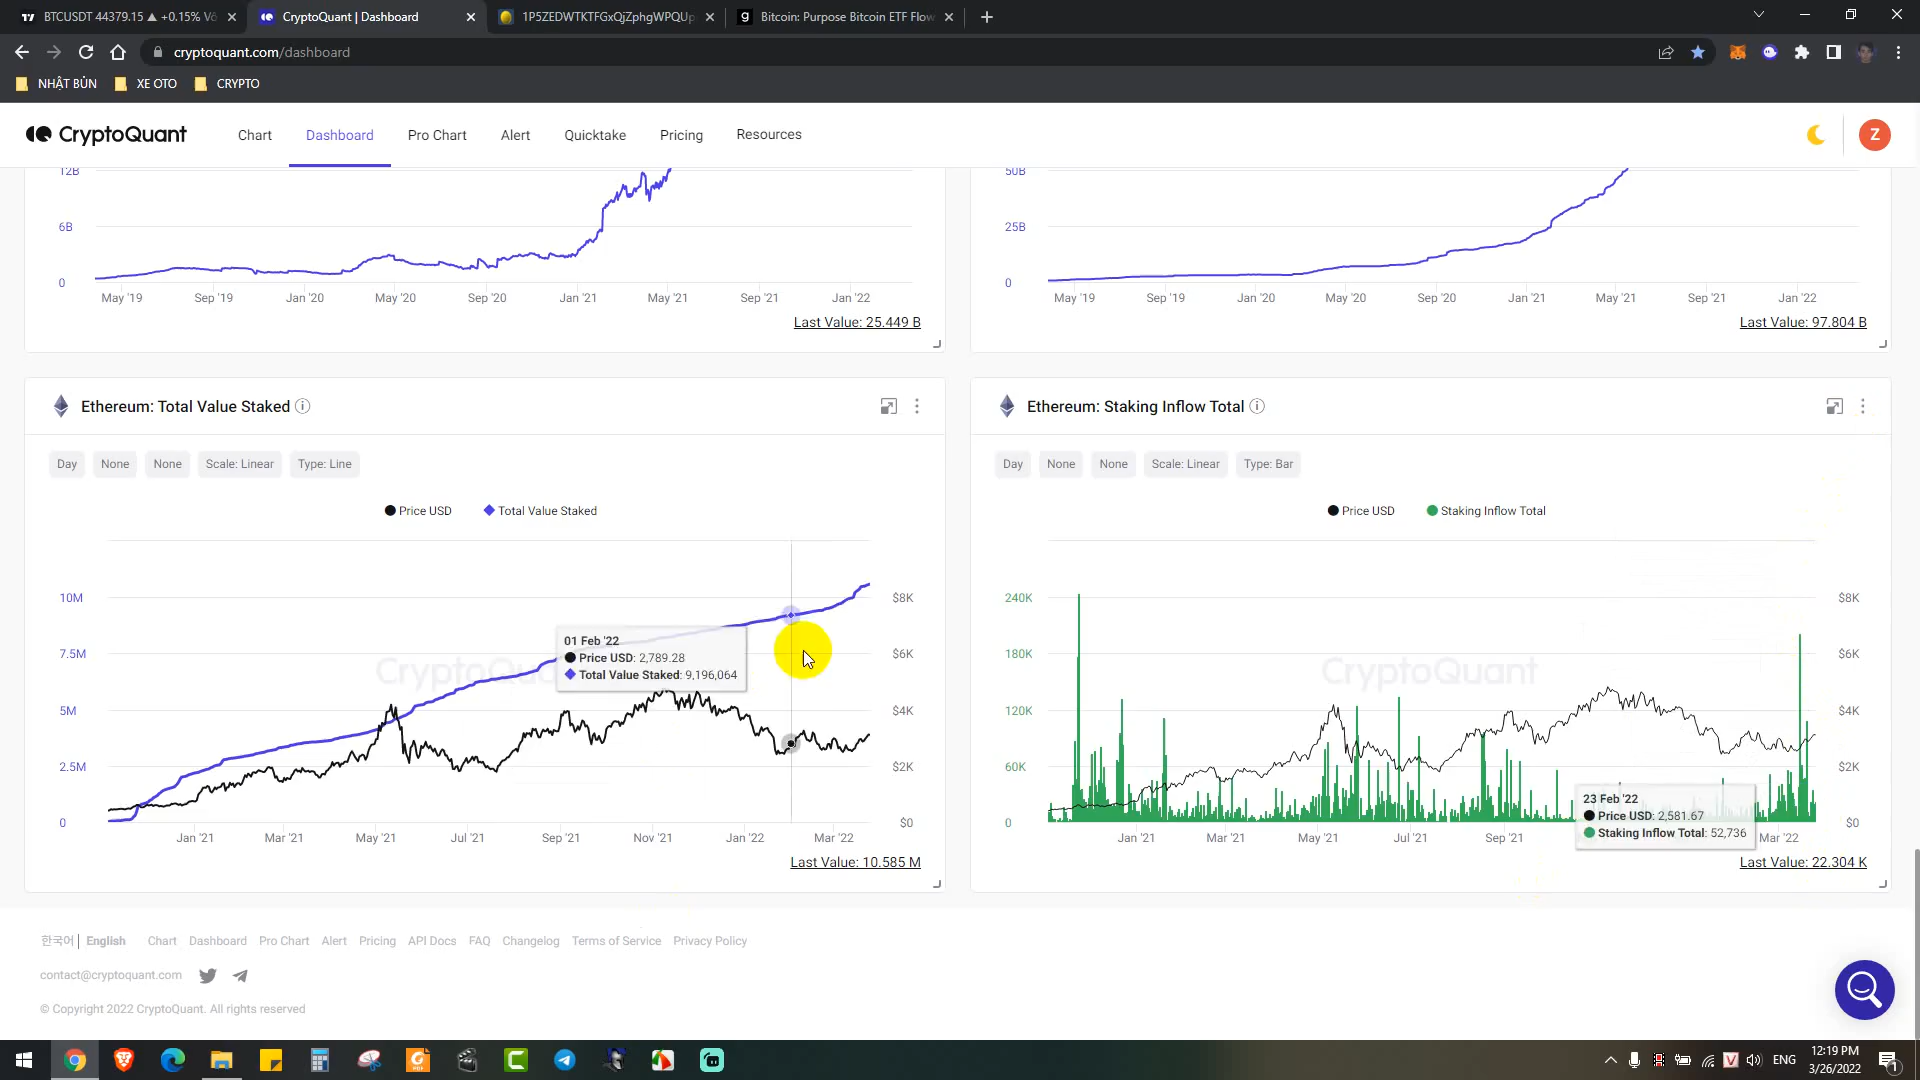 BTCUSDT 44379.15 ▲ +0.15% Vô
CryptoQuant | Dashboard
1P5ZEDWTKTFGxQjZphgWPQUp
Bitcoin: Purpose Bitcoin ETF Flow
cryptoquant.com/dashboard
NHẬT BỦN
XE OTO
CRYPTO
CryptoQuant
Chart
Dashboard
Pro Chart
Alert
Quicktake
Pricing
Resources
Z
12B
6B
0
May '19
Sep '19
Jan '20
May '20
Sep '20
Jan '21
May '21
Sep '21
Jan '22
Last Value: 25.449 B
50B
25B
0
May '19
Sep '19
Jan '20
May '20
Sep '20
Jan '21
May '21
Sep '21
Jan '22
Last Value: 97.804 B
Ethereum: Total Value Staked
Day
None
None
Scale: Linear
Type: Line
Price USD
Total Value Staked
10M
7.5M
5M
2.5M
0
$8K
$6K
$4K
$2K
$0
01 Feb '22
Price USD: 2,789.28
Total Value Staked: 9,196,064
Jan '21
Mar '21
May '21
Jul '21
Sep '21
Nov '21
Jan '22
Mar '22
Last Value: 10.585 M
Ethereum: Staking Inflow Total
Day
None
None
Scale: Linear
Type: Bar
Price USD
Staking Inflow Total
CryptoQuant
240K
180K
120K
60K
0
$8K
$6K
$4K
$2K
$0
23 Feb '22
Price USD: 2,581.67
Staking Inflow Total: 52,736
Jan '21
Mar '21
May '21
Jul '21
Sep '21
Mar '22
Last Value: 22.304 K
한국어 | English
Chart
Dashboard
Pro Chart
Alert
Pricing
API Docs
FAQ
Changelog
Terms of Service
Privacy Policy
contact@cryptoquant.com
© Copyright 2022 CryptoQuant. All rights reserved
ENG
12:19 PM
3/26/2022